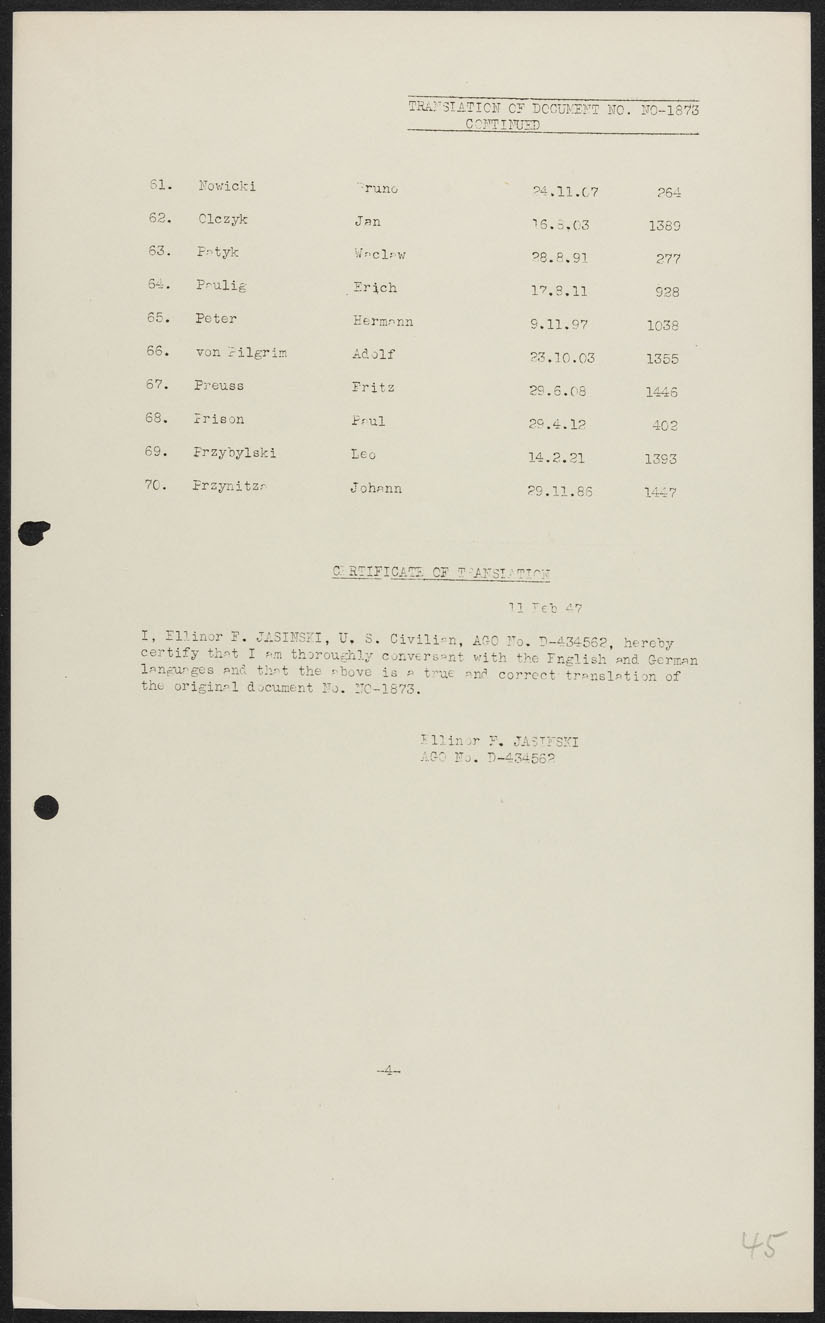 TRANSLATION OF DOCUMENT NO. NO-1873
CONTINUED
61. Nowicki Bruno 24.11.07 264
62. Olczyk Jan 16.8.03 1389
63. Patyk Waclaw 28.8.91 277
64. Paulig Erich 17.8.11 928
65. Peter Hermann 9.11.97 1038
66. von Pilgrim Adolf 23.10.03 1355
67. Preuss Fritz 29.6.08 1446
68. Prison Paul 29.4.12 402
69. Przybylski Leo 14.2.21 1393
70. Przynitza Johann 29.11.86 1447
CERTIFICATE OF TRANSLATION
11 Feb 47
I, Ellinor F. JASINSKI, U. S. Civilian, AGO No. D-434562, hereby
certify that I am thoroughly conversant with the English and German
languages and that the above is a true and correct translation of
the original document No. NO-1873.
Ellinor F. JASINSKI
AGO No. D-434562
-4-
45